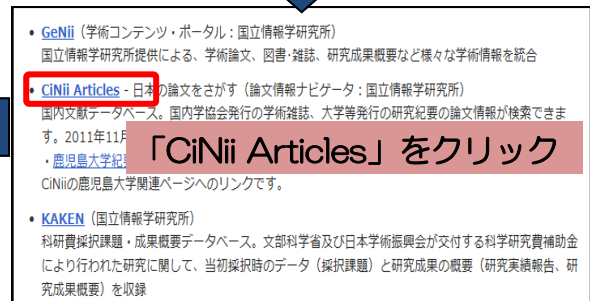 • GeNii（学術コンテンツ・ポータル：国立情報学研究所）
国立情報学研究所提供による、学術論文、図書・雑誌、研究成果概要など様々な学術情報を統合
• CiNii Articles - 日本の論文をさがす（論文情報ナビゲータ：国立情報学研究所）
国内文献データベース。国内学協会発行の学術雑誌、大学等発行の研究紀要の論文情報が検索できま
す。2011年11月
「CiNii Articles」をクリック
・鹿児島大学紀要
CiNiiの鹿児島大学関連ページへのリンクです。
• KAKEN（国立情報学研究所）
科研費採択課題・成果概要データベース。文部科学省及び日本学術振興会が交付する科学研究費補助金
により行われた研究に関して、当初採択時のデータ（採択課題）と研究成果の概要（研究実績報告、研
究成果概要）を収録